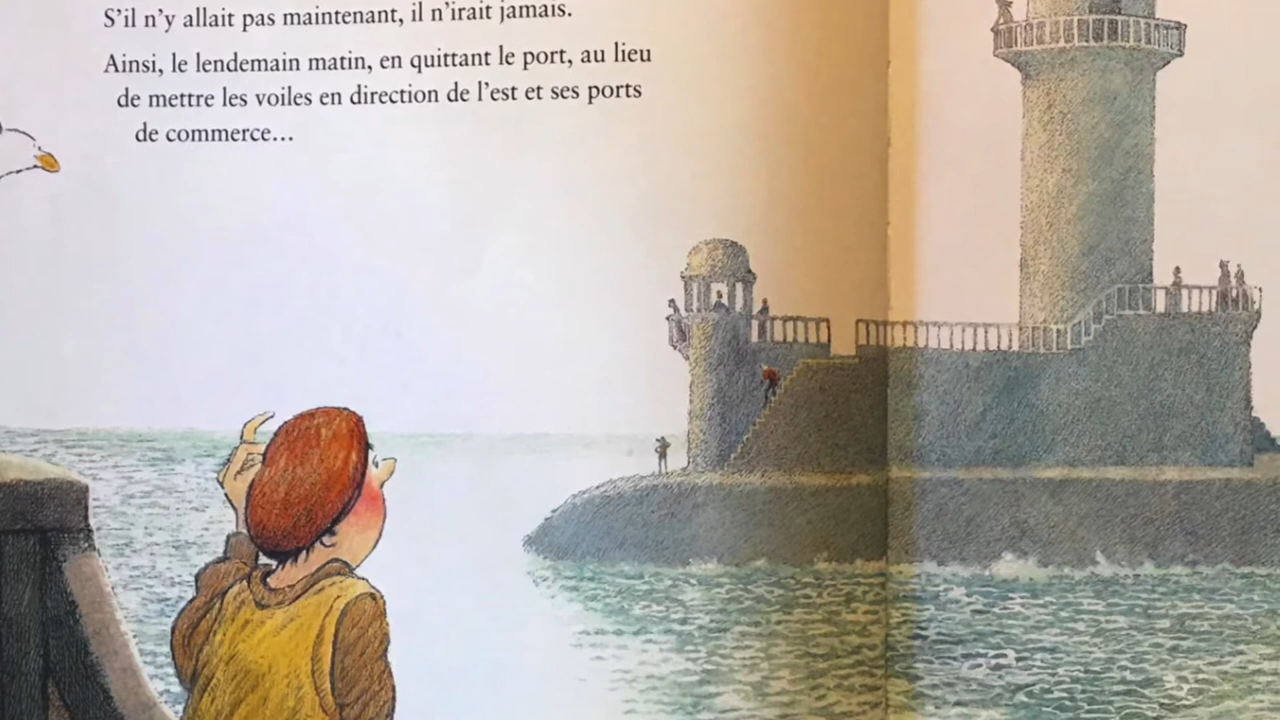 S'il n'y allait pas maintenant, il n'irait jamais.
Ainsi, le lendemain matin, en quittant le port, au lieu
de mettre les voiles en direction de l'est et ses ports
de commerce…